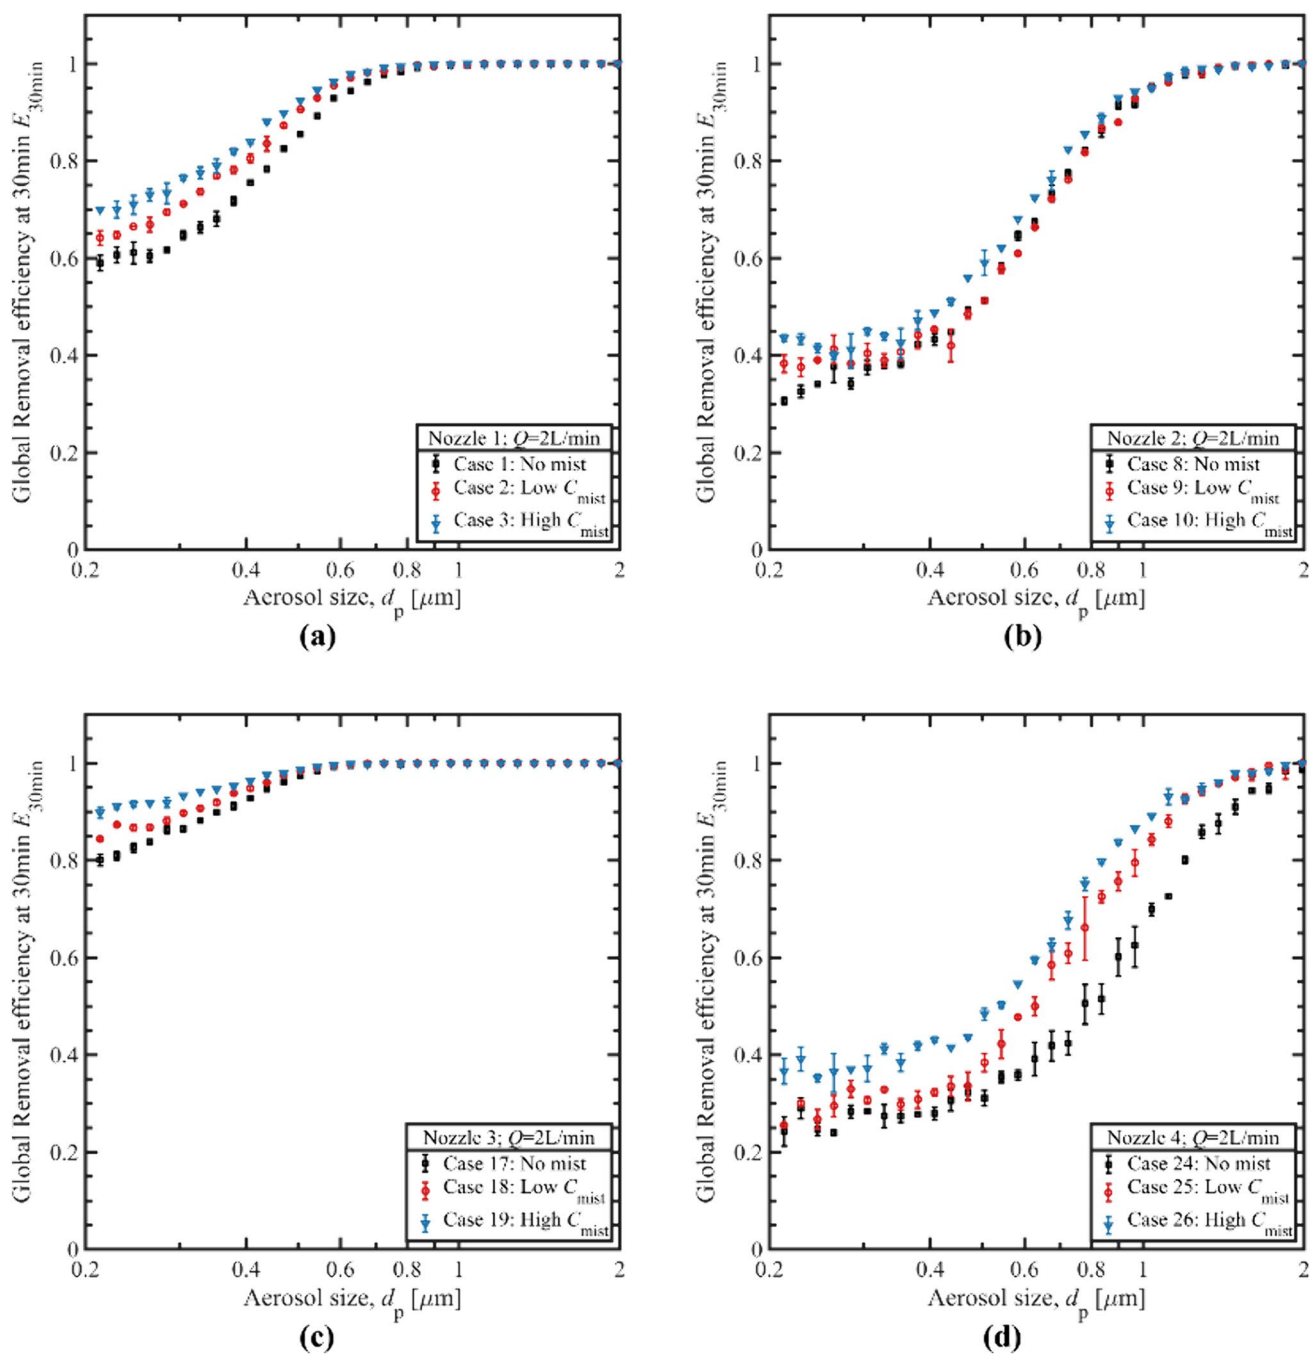 Global Removal efficiency at 30min E30min
1
0.8
0.6
0.4
0.2
0
Nozzle 1; Q=2L/min
Case 1: No mist
Case 2: Low Cmist
Case 3: High Cmist
0.2 0.4 0.6 0.8 1 2
Aerosol size, dp [μm]
(a)
Global Removal efficiency at 30min E30min
1
0.8
0.6
0.4
0.2
0
Nozzle 2; Q=2L/min
Case 8: No mist
Case 9: Low Cmist
Case 10: High Cmist
0.2 0.4 0.6 0.8 1 2
Aerosol size, dp [μm]
(b)
Global Removal efficiency at 30min E30min
1
0.8
0.6
0.4
0.2
0
Nozzle 3; Q=2L/min
Case 17: No mist
Case 18: Low Cmist
Case 19: High Cmist
0.2 0.4 0.6 0.8 1 2
Aerosol size, dp [μm]
(c)
Global Removal efficiency at 30min E30min
1
0.8
0.6
0.4
0.2
0
Nozzle 4; Q=2L/min
Case 24: No mist
Case 25: Low Cmist
Case 26: High Cmist
0.2 0.4 0.6 0.8 1 2
Aerosol size, dp [μm]
(d)